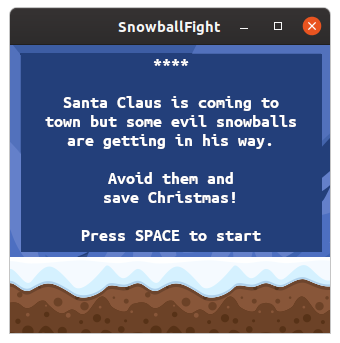 SnowballFight
****
Santa Claus is coming to
town but some evil snowballs
are getting in his way.
Avoid them and
save Christmas!
Press SPACE to start